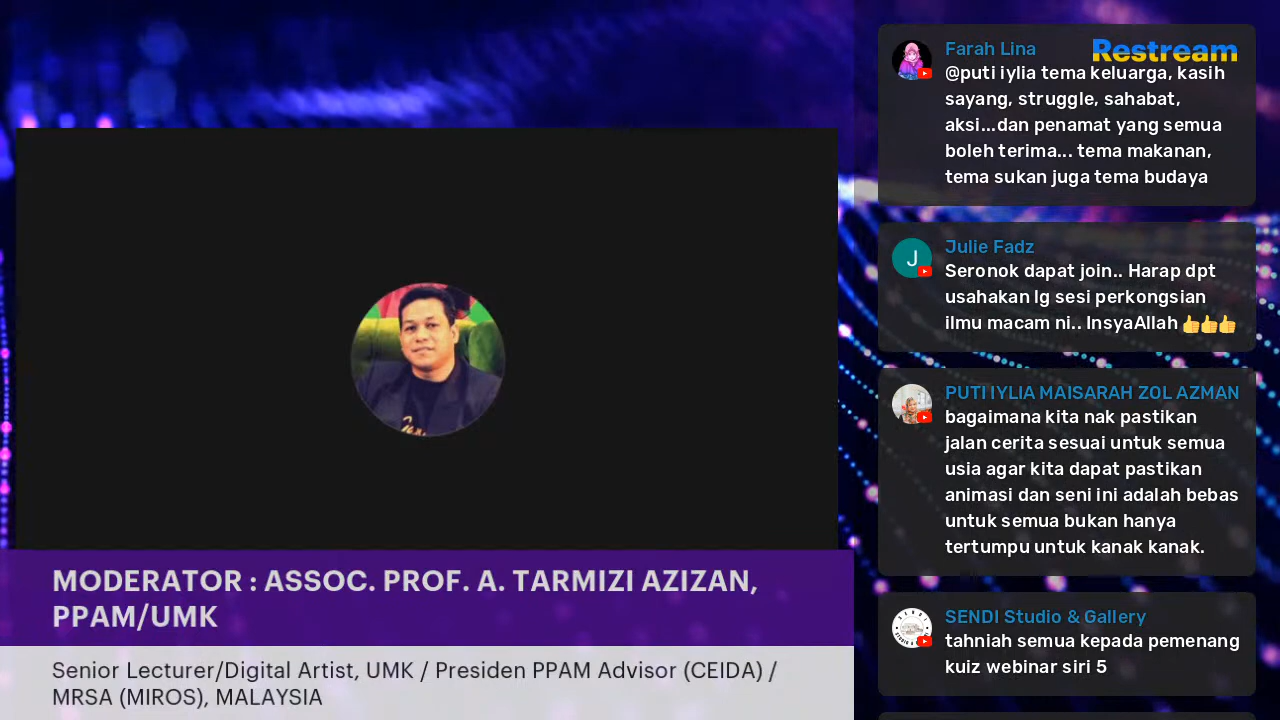 MODERATOR : ASSOC. PROF. A. TARMIZI AZIZAN,
PPAM/UMK
Senior Lecturer/Digital Artist, UMK / Presiden PPAM Advisor (CEIDA) /
MRSA (MIROS), MALAYSIA
Restream
Farah Lina
@puti iylia tema keluarga, kasih
sayang, struggle, sahabat,
aksi...dan penamat yang semua
boleh terima... tema makanan,
tema sukan juga tema budaya
J
Julie Fadz
Seronok dapat join.. Harap dpt
usahakan lg sesi perkongsian
ilmu macam ni.. InsyaAllah 👍👍👍
PUTI IYLIA MAISARAH ZOL AZMAN
bagaimana kita nak pastikan
jalan cerita sesuai untuk semua
usia agar kita dapat pastikan
animasi dan seni ini adalah bebas
untuk semua bukan hanya
tertumpu untuk kanak kanak.
SENDI Studio & Gallery
tahniah semua kepada pemenang
kuiz webinar siri 5